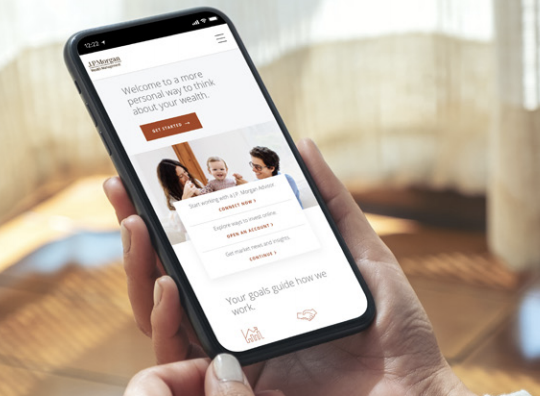 12:22
J.P.Morgan
Wealth Management
Welcome to a more
personal way to think
about your wealth.
GET STARTED →
Start working with a J.P. Morgan Advisor.
CONNECT NOW >
Explore ways to invest online.
OPEN AN ACCOUNT >
Get market news and insights.
CONTINUE >
Your goals guide how we
work.